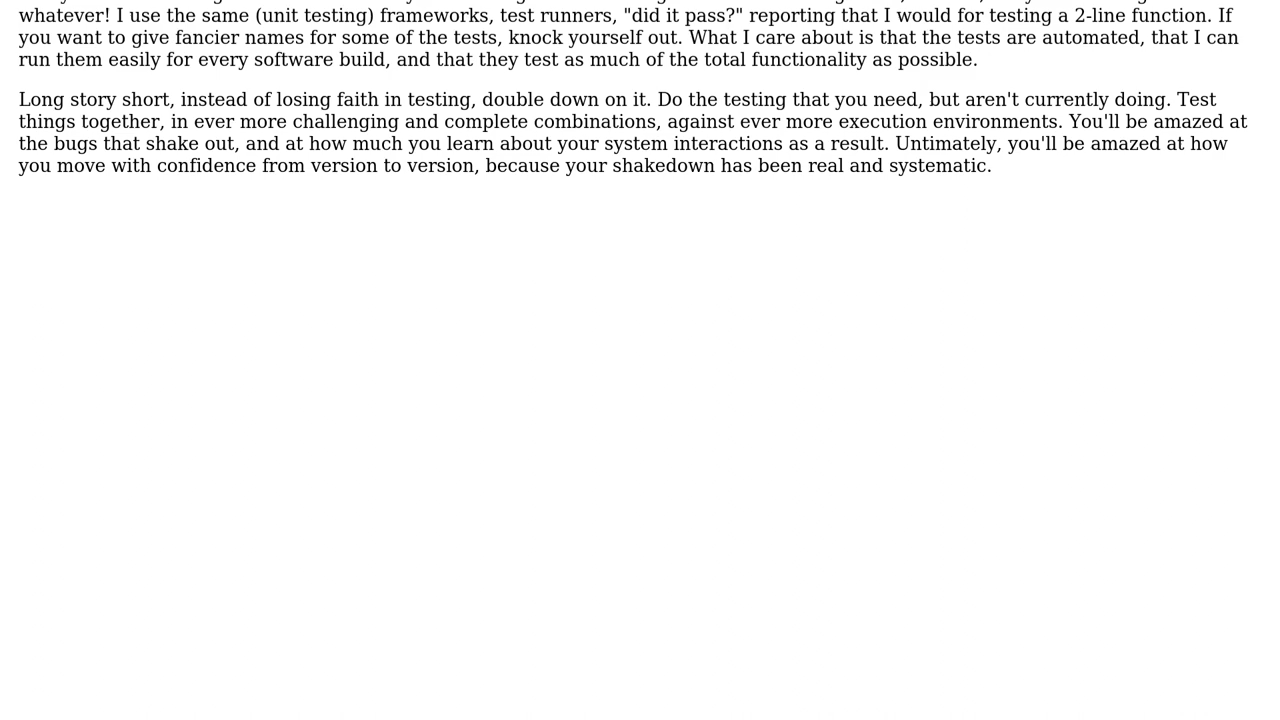 whatever! I use the same (unit testing) frameworks, test runners, "did it pass?" reporting that I would for testing a 2-line function. If
you want to give fancier names for some of the tests, knock yourself out. What I care about is that the tests are automated, that I can
run them easily for every software build, and that they test as much of the total functionality as possible.
Long story short, instead of losing faith in testing, double down on it. Do the testing that you need, but aren't currently doing. Test
things together, in ever more challenging and complete combinations, against ever more execution environments. You'll be amazed at
the bugs that shake out, and at how much you learn about your system interactions as a result. Untimately, you'll be amazed at how
you move with confidence from version to version, because your shakedown has been real and systematic.